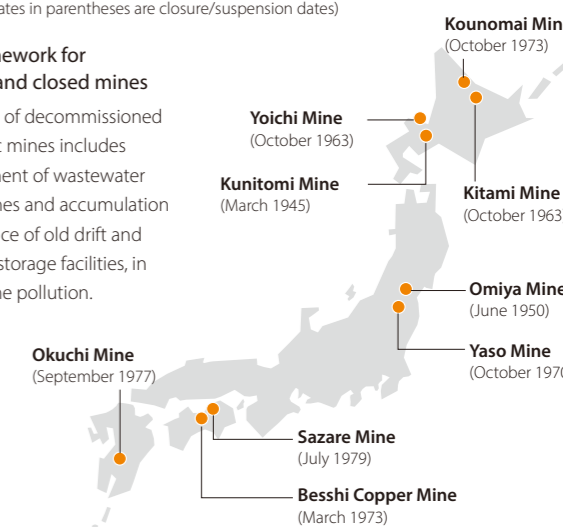 ates in parentheses are closure/suspension dates)
ework for
and closed mines
of decommissioned
t mines includes
ment of wastewater
nes and accumulation
ce of old drift and
storage facilities, in
ne pollution.
Kounomai Min
(October 1973)
Yoichi Mine
(October 1963)
Kunitomi Mine
(March 1945)
Kitami Mine
(October 1963
Omiya Mine
(June 1950)
Yaso Mine
(October 1970
Okuchi Mine
(September 1977)
Sazare Mine
(July 1979)
Besshi Copper Mine
(March 1973)